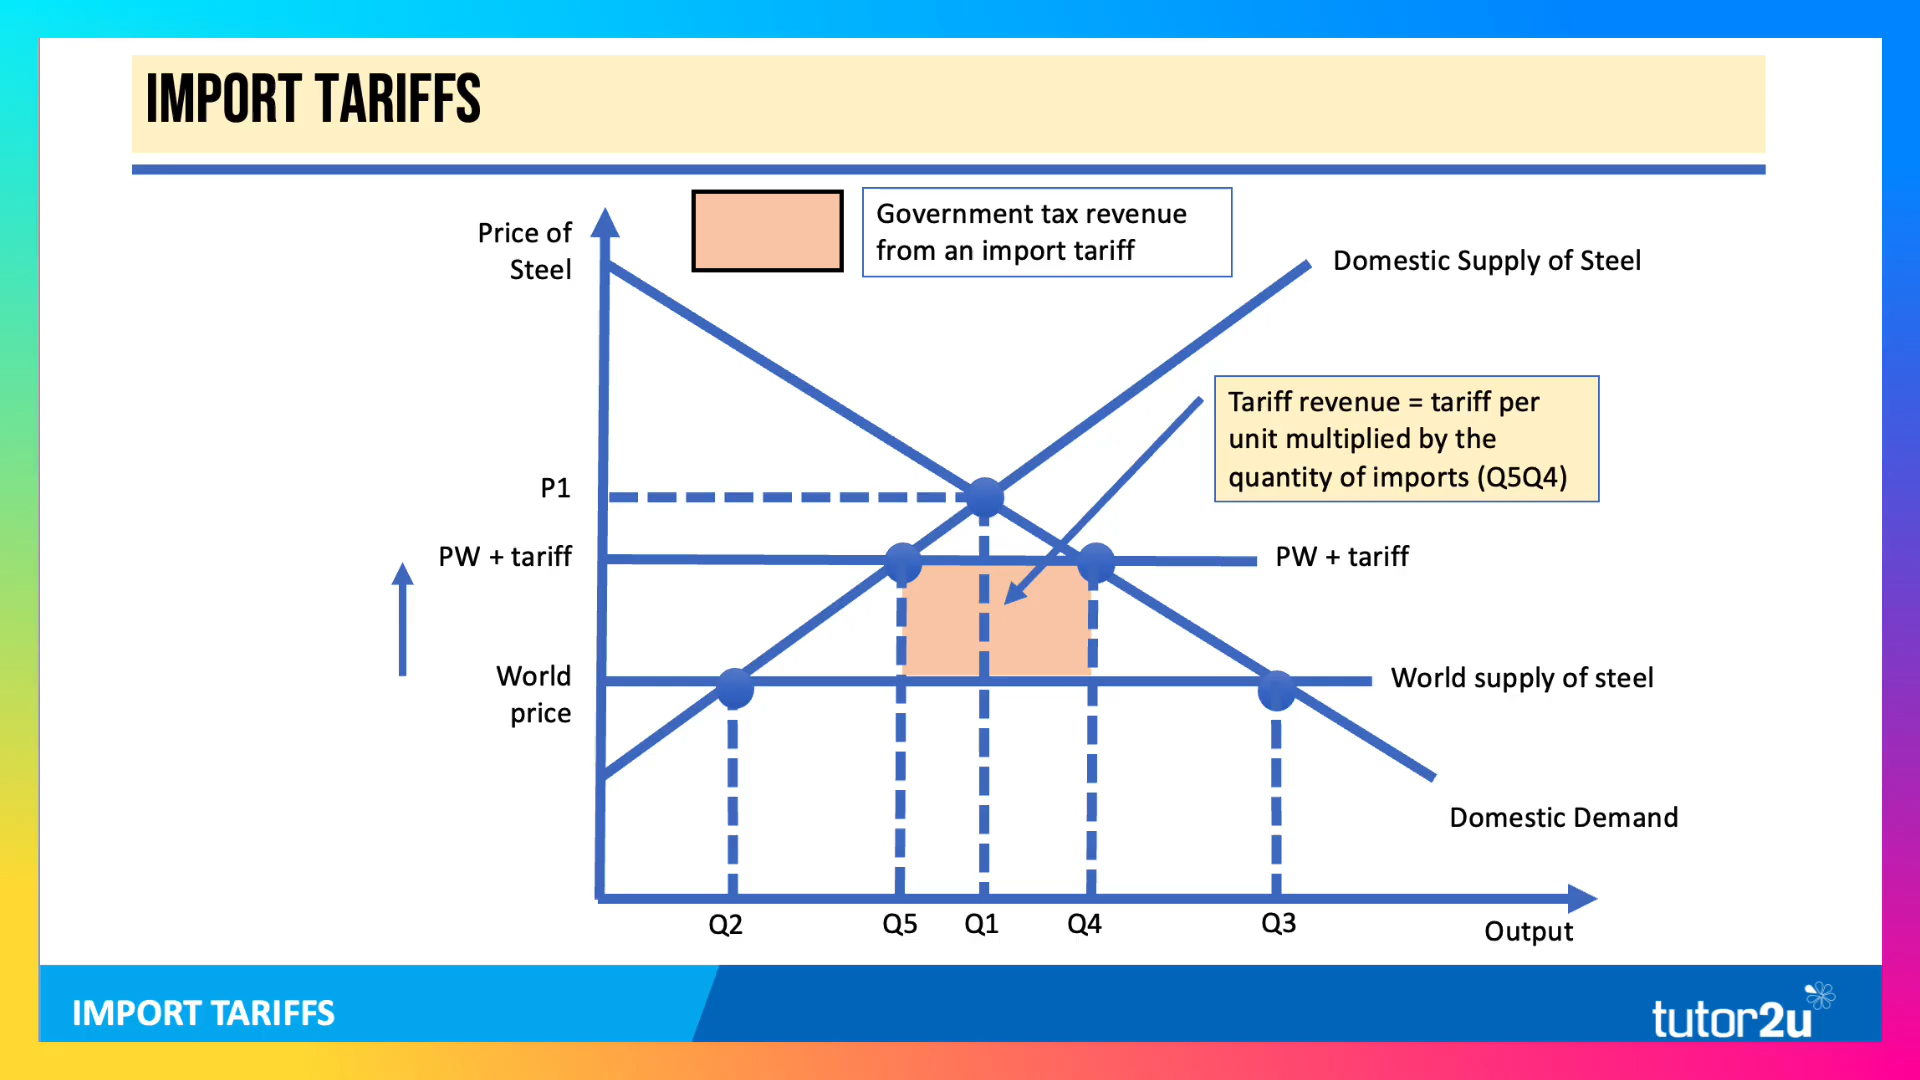 IMPORT TARIFFS
Price of
Steel
Government tax revenue
from an import tariff
Domestic Supply of Steel
Tariff revenue = tariff per
unit multiplied by the
quantity of imports (Q5Q4)
P1
PW + tariff
PW + tariff
World
price
World supply of steel
Domestic Demand
Q2
Q5
Q1
Q4
Q3
Output
IMPORT TARIFFS
tutor2u